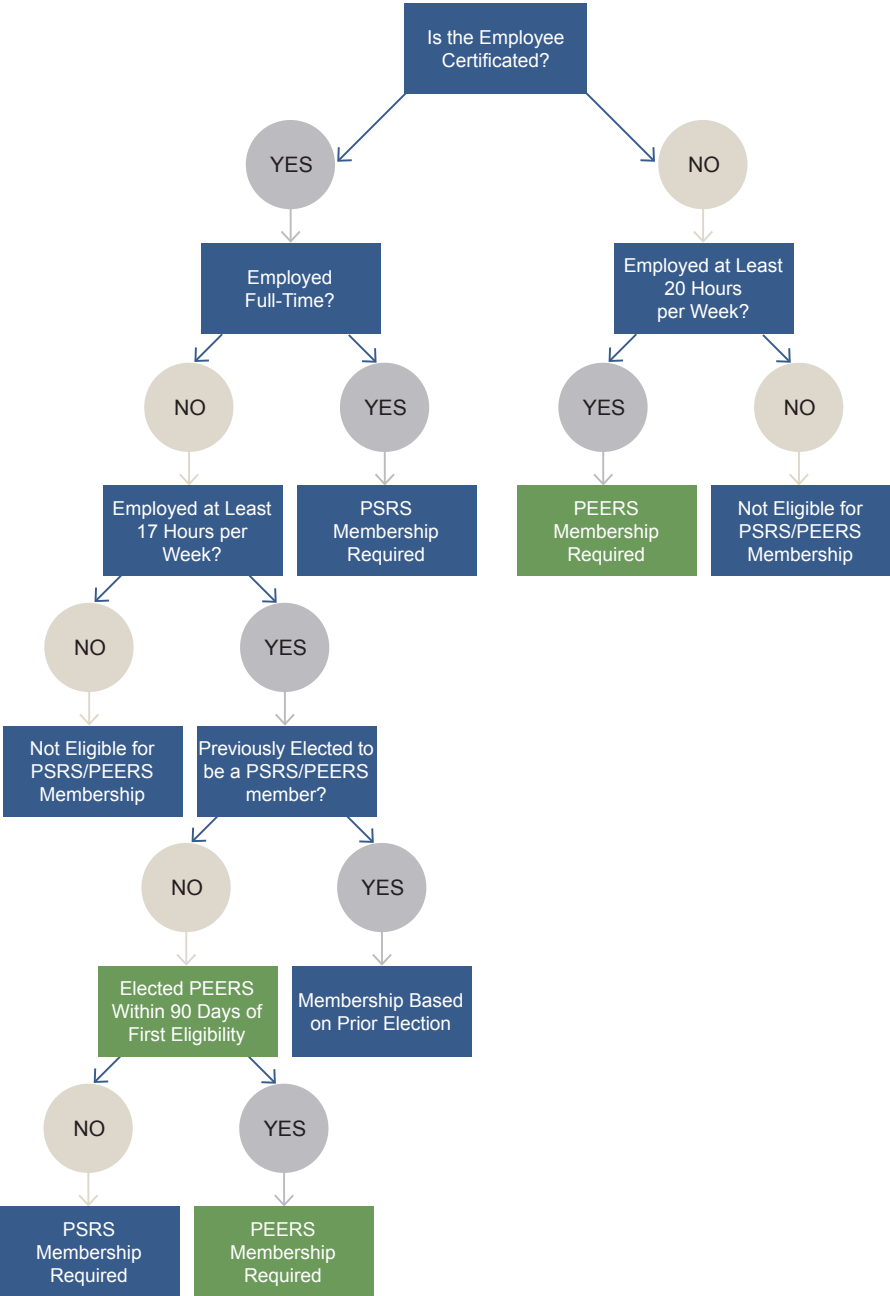 Is the Employee
Certificated?
YES
NO
Employed
Full-Time?
Employed at Least
20 Hours
per Week?
NO
YES
YES
NO
Employed at Least
17 Hours per
Week?
PSRS
Membership
Required
PEERS
Membership
Required
Not Eligible for
PSRS/PEERS
Membership
NO
YES
Not Eligible for
PSRS/PEERS
Membership
Previously Elected to
be a PSRS/PEERS
member?
NO
YES
Elected PEERS
Within 90 Days of
First Eligibility
Membership Based
on Prior Election
NO
YES
PSRS
Membership
Required
PEERS
Membership
Required